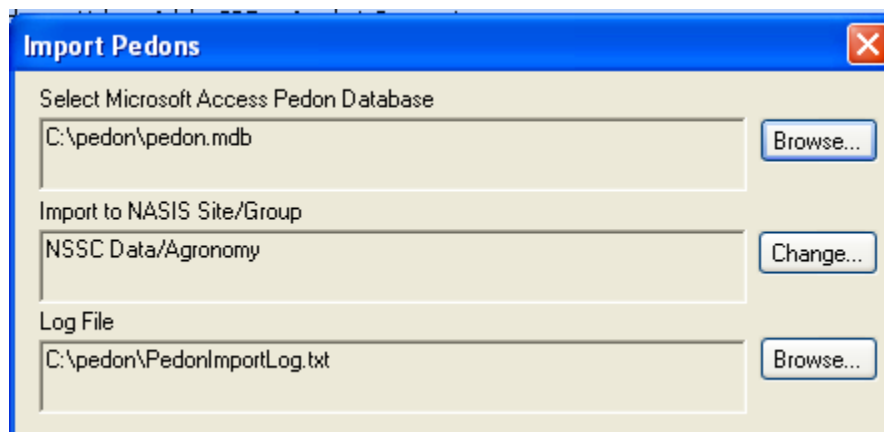 Import Pedons
Select Microsoft Access Pedon Database
C:\pedon\pedon.mdb
Browse...
Import to NASIS Site/Group
NSSC Data/Agronomy
Change...
Log File
C:\pedon\PedonImportLog.txt
Browse...